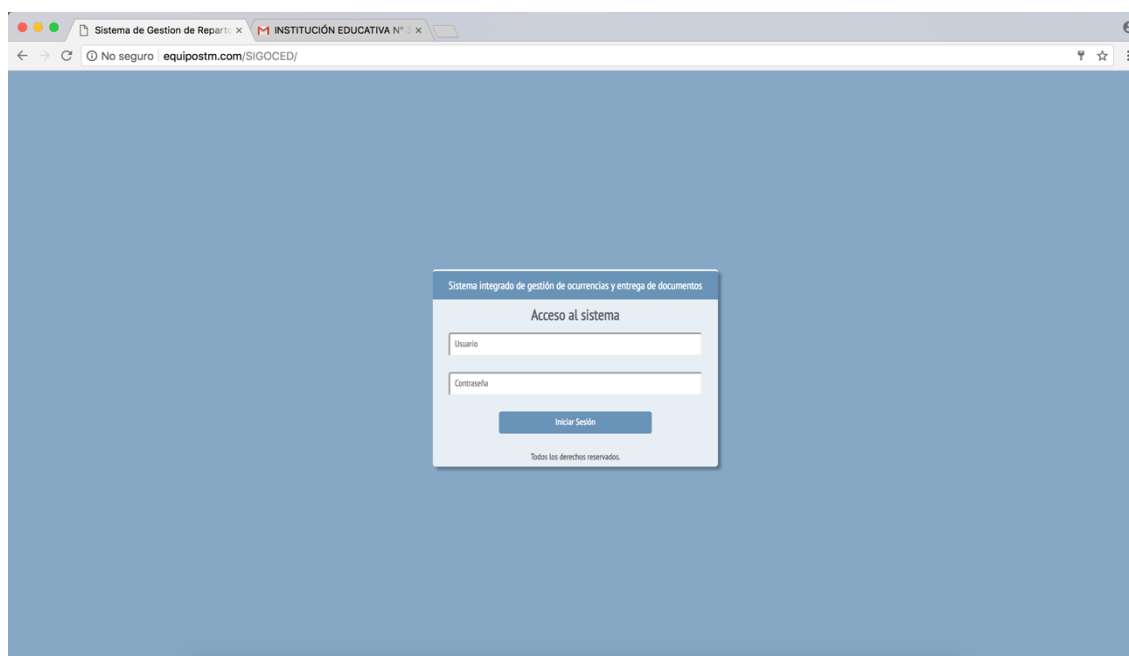 Sistema de Gestion de Reparto
INSTITUCIÓN EDUCATIVA N°
No seguro equipostm.com/SIGOCED/
Sistema integrado de gestión de ocurrencias y entrega de documentos
Acceso al sistema
Usuario
Contraseña
Iniciar Sesión
Todos los derechos reservados.